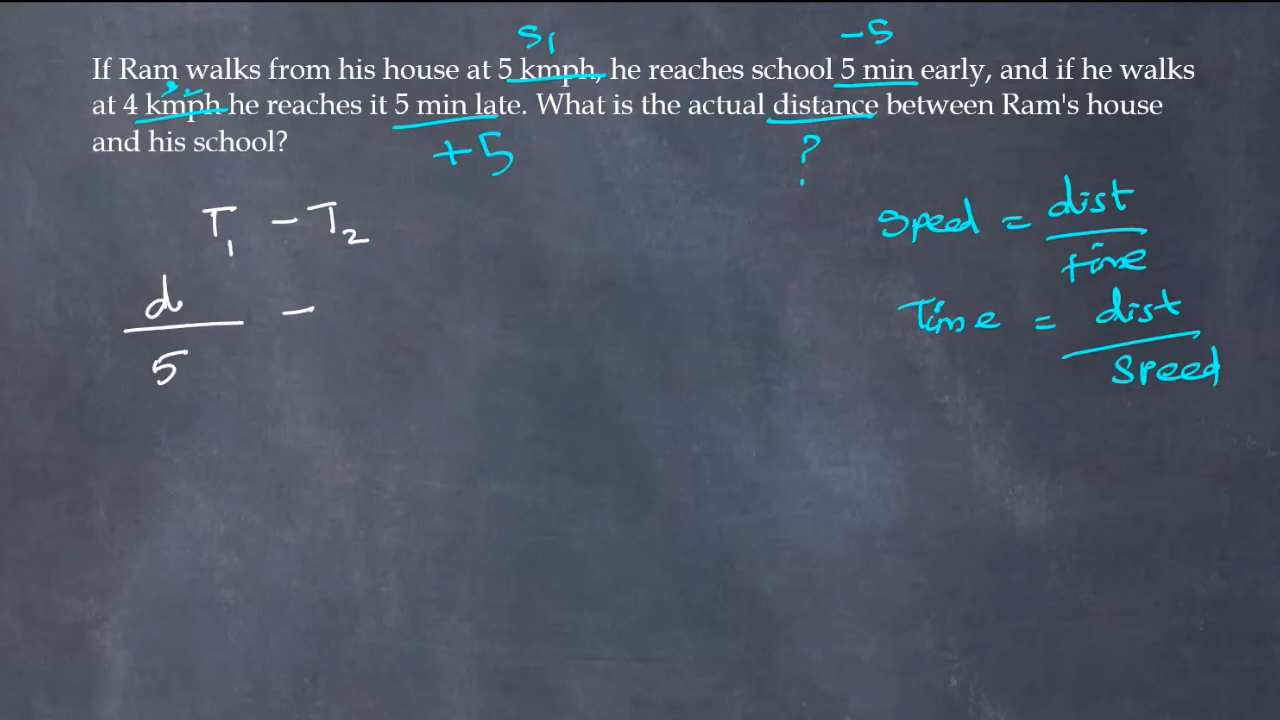 S1
-5
If Ram walks from his house at 5 kmph, he reaches school 5 min early, and if he walks
S2
at 4 kmph he reaches it 5 min late. What is the actual distance between Ram's house
and his school?
+5
?
T1 - T2
d
-
5
Speed = dist
time
Time = dist
speed